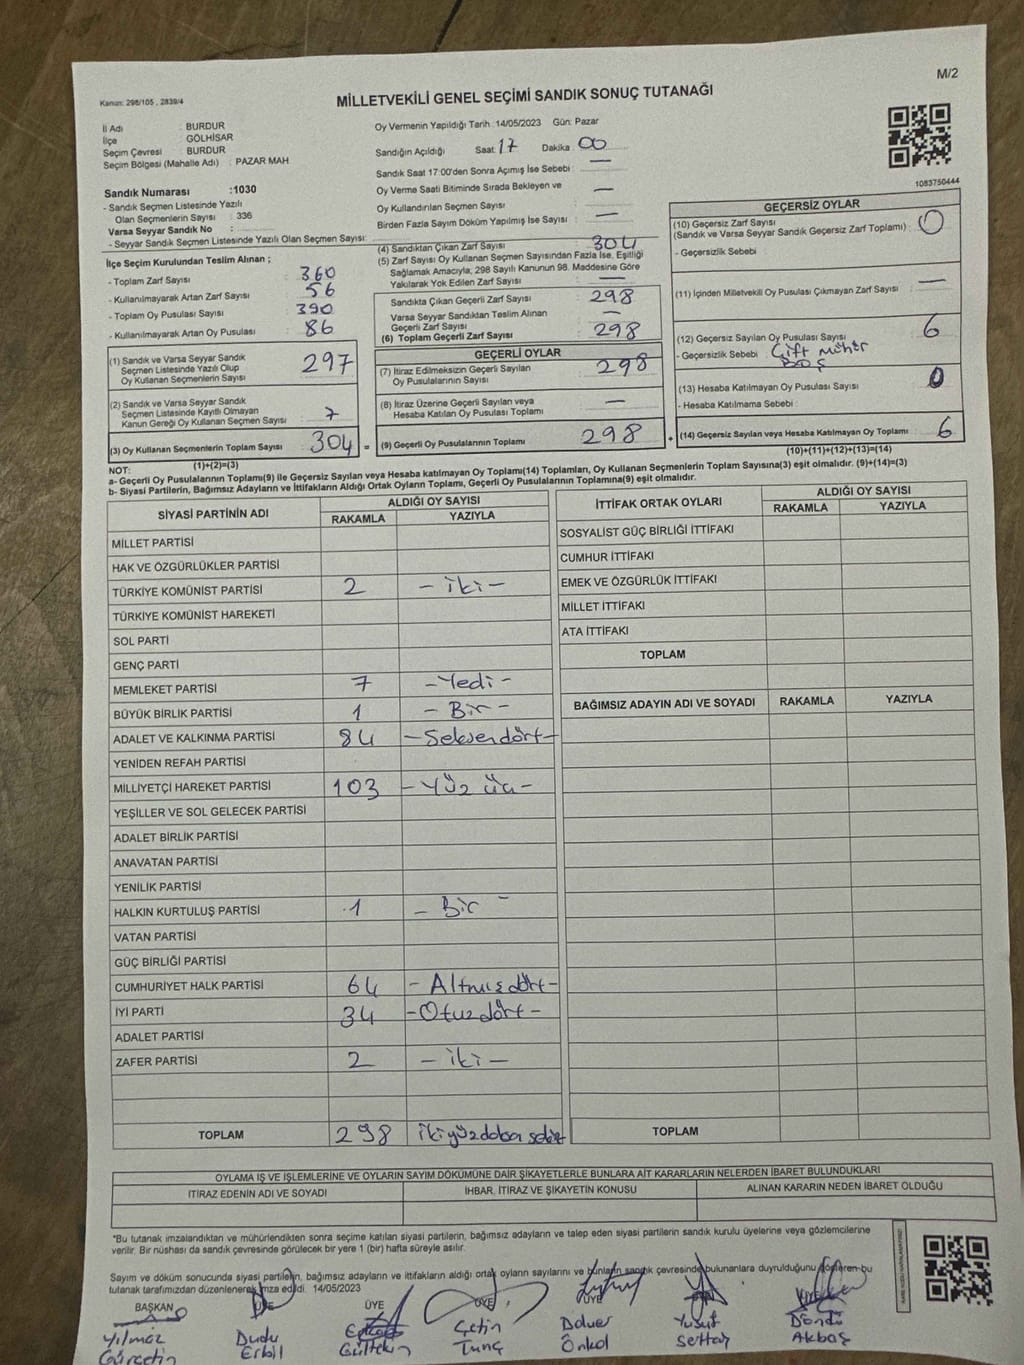 M/2
Kanun: 298/105 , 2839/4
MİLLETVEKİLİ GENEL SEÇİMİ SANDIK SONUÇ TUTANAĞI
İl Adı : BURDUR
İlçe : GÖLHİSAR
Seçim Çevresi : BURDUR
Seçim Bölgesi (Mahalle Adı) : PAZAR MAH
Sandık Numarası :1030
- Sandık Seçmen Listesinde Yazılı
Olan Seçmenlerin Sayısı : 336
Varsa Seyyar Sandık No :
- Seyyar Sandık Seçmen Listesinde Yazılı Olan Seçmen Sayısı:
Oy Vermenin Yapıldığı Tarih :14/05/2023 Gün: Pazar
Sandığın Açıldığı Saat :17 Dakika : 00
Sandık Saat 17:00'den Sonra Açımış İse Sebebi : —
Oy Verme Saati Bitiminde Sırada Bekleyen ve
Oy Kullandırılan Seçmen Sayısı : —
Birden Fazla Sayım Döküm Yapılmış İse Sayısı : —
1083750444
İlçe Seçim Kurulundan Teslim Alınan ;
- Toplam Zarf Sayısı : 360
- Kullanılmayarak Artan Zarf Sayısı : 56
- Toplam Oy Pusulası Sayısı : 390
- Kullanılmayarak Artan Oy Pusulası : 86
(1) Sandık ve Varsa Seyyar Sandık
Seçmen Listesinde Yazılı Olup
Oy Kullanan Seçmenlerin Sayısı : 297
(2) Sandık ve Varsa Seyyar Sandık
Seçmen Listesinde Kayıtlı Olmayan
Kanun Gereği Oy Kullanan Seçmen Sayısı : 7
(3) Oy Kullanan Seçmenlerin Toplam Sayısı : 304 =
(1)+(2)=(3)
(4) Sandıktan Çıkan Zarf Sayısı : 304
(5) Zarf Sayısı Oy Kullanan Seçmen Sayısından Fazla İse, Eşitliği
Sağlamak Amacıyla, 298 Sayılı Kanunun 98. Maddesine Göre
Yakılarak Yok Edilen Zarf Sayısı : —
Sandıkta Çıkan Geçerli Zarf Sayısı : 298
Varsa Seyyar Sandıktan Teslim Alınan
Geçerli Zarf Sayısı : —
(6) Toplam Geçerli Zarf Sayısı : 298
GEÇERLİ OYLAR
(7) İtiraz Edilmeksizin Geçerli Sayılan
Oy Pusulalarının Sayısı : 298
(8) İtiraz Üzerine Geçerli Sayılan veya
Hesaba Katılan Oy Pusulası Toplamı : —
(9) Geçerli Oy Pusulalarının Toplamı : 298 +
GEÇERSİZ OYLAR
(10) Geçersiz Zarf Sayısı
(Sandık ve Varsa Seyyar Sandık Geçersiz Zarf Toplamı) : 0
- Geçersizlik Sebebi :
(11) İçinden Milletvekili Oy Pusulası Çıkmayan Zarf Sayısı : —
(12) Geçersiz Sayılan Oy Pusulası Sayısı : 6
- Geçersizlik Sebebi : Çift mühür
BOŞ
(13) Hesaba Katılmayan Oy Pusulası Sayısı : 0
- Hesaba Katılmama Sebebi :
(14) Geçersiz Sayılan veya Hesaba Katılmayan Oy Toplamı : 6
(10)+(11)+(12)+(13)=(14)
NOT:
a- Geçerli Oy Pusulalarının Toplamı(9) ile Geçersiz Sayılan veya Hesaba katılmayan Oy Toplamı(14) Toplamları, Oy Kullanan Seçmenlerin Toplam Sayısına(3) eşit olmalıdır. (9)+(14)=(3)
b- Siyasi Partilerin, Bağımsız Adayların ve İttifakların Aldığı Ortak Oyların Toplamı, Geçerli Oy Pusulalarının Toplamına(9) eşit olmalıdır.
SİYASİ PARTİNİN ADI ALDIĞI OY SAYISI
RAKAMLA YAZIYLA
MİLLET PARTİSİ
HAK VE ÖZGÜRLÜKLER PARTİSİ
TÜRKİYE KOMÜNİST PARTİSİ 2 - iki -
TÜRKİYE KOMÜNİST HAREKETİ
SOL PARTİ
GENÇ PARTİ
MEMLEKET PARTİSİ 7 - Yedi -
BÜYÜK BİRLİK PARTİSİ 1 - Bir -
ADALET VE KALKINMA PARTİSİ 84 - Seksendört -
YENİDEN REFAH PARTİSİ
MİLLİYETÇİ HAREKET PARTİSİ 103 - Yüz üç -
YEŞİLLER VE SOL GELECEK PARTİSİ
ADALET BİRLİK PARTİSİ
ANAVATAN PARTİSİ
YENİLİK PARTİSİ
HALKIN KURTULUŞ PARTİSİ 1 - Bir -
VATAN PARTİSİ
GÜÇ BİRLİĞİ PARTİSİ
CUMHURİYET HALK PARTİSİ 64 - Altmışdört -
İYİ PARTİ 34 - Otuzdört -
ADALET PARTİSİ
ZAFER PARTİSİ 2 - iki -
TOPLAM 298
İTTİFAK ORTAK OYLARI ALDIĞI OY SAYISI
RAKAMLA YAZIYLA
SOSYALİST GÜÇ BİRLİĞİ İTTİFAKI
CUMHUR İTTİFAKI
EMEK VE ÖZGÜRLÜK İTTİFAKI
MİLLET İTTİFAKI
ATA İTTİFAKI
TOPLAM
BAĞIMSIZ ADAYIN ADI VE SOYADI RAKAMLA YAZIYLA
TOPLAM
OYLAMA İŞ VE İŞLEMLERİNE VE OYLARIN SAYIM DÖKÜMÜNE DAİR ŞİKAYETLERLE BUNLARA AİT KARARLARIN NELERDEN İBARET BULUNDUKLARI
İTİRAZ EDENİN ADI VE SOYADI İHBAR, İTİRAZ VE ŞİKAYETİN KONUSU ALINAN KARARIN NEDEN İBARET OLDUĞU
"Bu tutanak imzalandıktan ve mühürlendikten sonra seçime katılan siyasi partilerin, bağımsız adayların ve talep eden siyasi partilerin sandık kurulu üyelerine veya gözlemcilerine
verilir. Bir nüshası da sandık çevresinde görülecek bir yere 1 (bir) hafta süreyle asılır.
Sayım ve döküm sonucunda siyasi partilerin, bağımsız adayların ve ittifakların aldığı ortak oyların sayılarını ve bunların sandık çevresinde bulunanlara duyurulduğunu gösteren bu
tutanak tarafımızdan düzenlenerek imza edildi. 14/05/2023
BAŞKAN ÜYE ÜYE ÜYE ÜYE ÜYE
Yılmaz Dudu Çetin Yusuf Döndü
Erbil Gültekin Tunç Önkol Akbaş